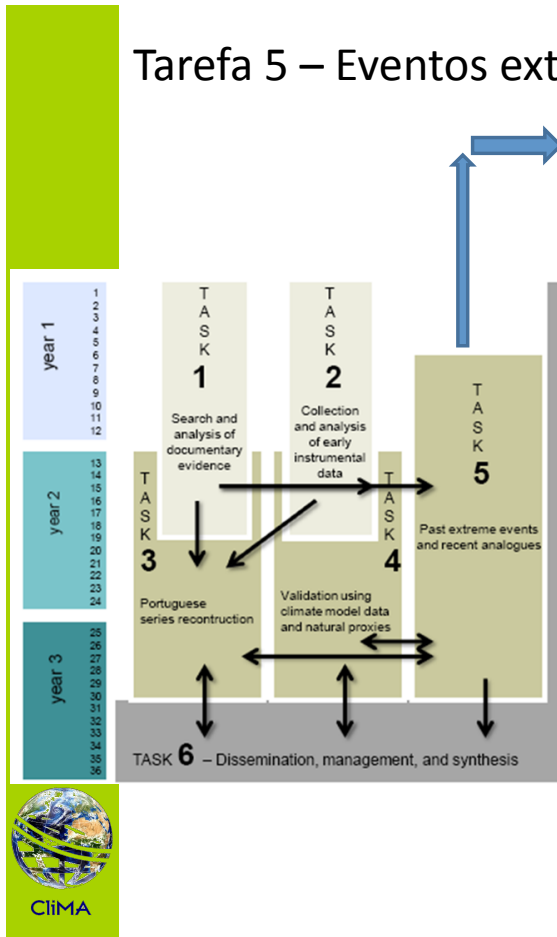 Tarefa 5 – Eventos ext
year 1
1
2
3
4
5
6
7
8
9
10
11
12
year 2
13
14
15
16
17
18
19
20
21
22
23
24
year 3
25
26
27
28
29
30
31
32
33
34
35
36
TASK
1
Search and
analysis of
documentary
evidence
TASK
2
Collection
and analysis
of early
instrumental
data
TASK
3
Portuguese
series recontruction
TASK
4
Validation using
climate model data
and natural proxies
TASK
5
Past extreme events
and recent analogues
TASK 6 – Dissemination, management, and synthesis
CliMA